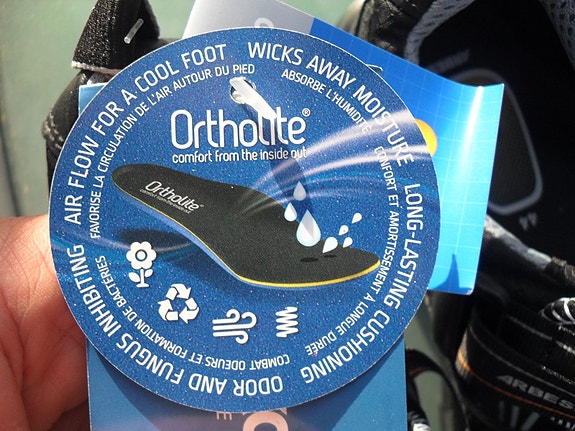 AIR FLOW FOR A COOL FOOT
FAVORISE LA CIRCULATION DE L'AIR AUTOUR DU PIED
WICKS AWAY MOISTURE
ABSORBE L'HUMIDITÉ
LONG-LASTING CUSHIONING
CONFORT ET AMORTISSEMENT À LONGUE DURÉE
ODOR AND FUNGUS INHIBITING
COMBAT ODEURS ET FORMATION DE BACTÉRIES
Ortholite®
comfort from the inside out
Ortholite®
ARBES